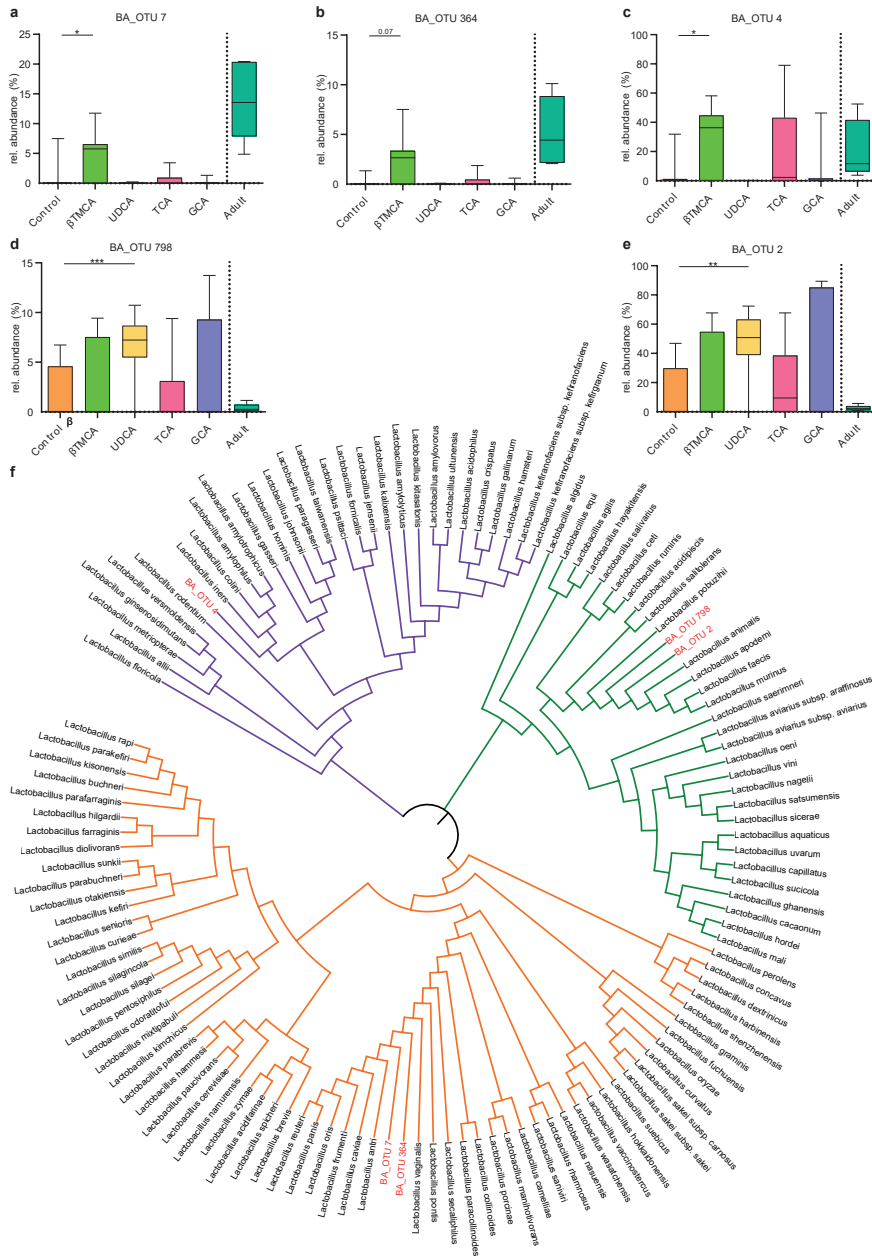 a
BA_OTU 7
rel. abundance (%)
25
20
15
10
5
0
*
Control
βTMCA
UDCA
TCA
GCA
Adult
b
BA_OTU 364
rel. abundance (%)
15
10
5
0
0.07
Control
βTMCA
UDCA
TCA
GCA
Adult
c
BA_OTU 4
rel. abundance (%)
100
80
60
40
20
0
*
Control
βTMCA
UDCA
TCA
GCA
Adult
d
BA_OTU 798
rel. abundance (%)
15
10
5
0
***
Control
β
βTMCA
UDCA
TCA
GCA
Adult
e
BA_OTU 2
rel. abundance (%)
100
80
60
40
20
0
**
Control
βTMCA
UDCA
TCA
GCA
Adult
f
Lactobacillus floricola
Lactobacillus allii
Lactobacillus metriopterae
Lactobacillus ginsenosidimutans
Lactobacillus versmoldensis
Lactobacillus rodentium
BA_OTU 4
Lactobacillus iners
Lactobacillus colini
Lactobacillus amylophilus
Lactobacillus amylotrophicus
Lactobacillus gasseri
Lactobacillus hominis
Lactobacillus johnsonii
Lactobacillus paragasseri
Lactobacillus taiwanensis
Lactobacillus psittaci
Lactobacillus fornicalis
Lactobacillus jensenii
Lactobacillus kalixensis
Lactobacillus amylolyticus
Lactobacillus kitasatonis
Lactobacillus amylovorus
Lactobacillus ultunensis
Lactobacillus acidophilus
Lactobacillus crispatus
Lactobacillus gallinarum
Lactobacillus hamsteri
Lactobacillus kefiranofaciens subsp. kefiranofaciens
Lactobacillus kefiranofaciens subsp. kefirgranum
Lactobacillus algidus
Lactobacillus equi
Lactobacillus agilis
Lactobacillus hayakitensis
Lactobacillus salivarius
Lactobacillus ceti
Lactobacillus ruminis
Lactobacillus acidipiscis
Lactobacillus salitolerans
Lactobacillus pobuzihii
BA_OTU 798
BA_OTU 2
Lactobacillus animalis
Lactobacillus apodemi
Lactobacillus faecis
Lactobacillus murinus
Lactobacillus saerimneri
Lactobacillus aviarius subsp. araffinosus
Lactobacillus aviarius subsp. aviarius
Lactobacillus oeni
Lactobacillus vini
Lactobacillus nagelii
Lactobacillus satsumensis
Lactobacillus sicerae
Lactobacillus aquaticus
Lactobacillus uvarum
Lactobacillus capillatus
Lactobacillus sucicola
Lactobacillus ghanensis
Lactobacillus cacaonum
Lactobacillus hordei
Lactobacillus mali
Lactobacillus perolens
Lactobacillus concavus
Lactobacillus dextrinicus
Lactobacillus harbinensis
Lactobacillus shenzhenensis
Lactobacillus graminis
Lactobacillus fuchuensis
Lactobacillus oryzae
Lactobacillus curvatus
Lactobacillus sakei subsp. carnosus
Lactobacillus sakei subsp. sakei
Lactobacillus suebicus
Lactobacillus hokkaidonensis
Lactobacillus vaccinostercus
Lactobacillus wasatchensis
Lactobacillus nasuensis
Lactobacillus rhamnosus
Lactobacillus saniviri
Lactobacillus camelliae
Lactobacillus manihotivorans
Lactobacillus porcinae
Lactobacillus collinoides
Lactobacillus paracollinoides
Lactobacillus secaliphilus
Lactobacillus pontis
Lactobacillus vaginalis
BA_OTU 364
BA_OTU 7
Lactobacillus antri
Lactobacillus caviae
Lactobacillus frumenti
Lactobacillus oris
Lactobacillus panis
Lactobacillus reuteri
Lactobacillus brevis
Lactobacillus spicheri
Lactobacillus acidifarinae
Lactobacillus zymae
Lactobacillus namurensis
Lactobacillus cerevisiae
Lactobacillus paucivorans
Lactobacillus hammesii
Lactobacillus parabrevis
Lactobacillus kimchicus
Lactobacillus mixtipabuli
Lactobacillus odoratitofui
Lactobacillus pentosiphilus
Lactobacillus silagei
Lactobacillus silagincola
Lactobacillus similis
Lactobacillus curieae
Lactobacillus senioris
Lactobacillus kefiri
Lactobacillus otakiensis
Lactobacillus parabuchneri
Lactobacillus sunkii
Lactobacillus diolivorans
Lactobacillus farraginis
Lactobacillus hilgardii
Lactobacillus parafarraginis
Lactobacillus buchneri
Lactobacillus kisonensis
Lactobacillus parakefiri
Lactobacillus rapi